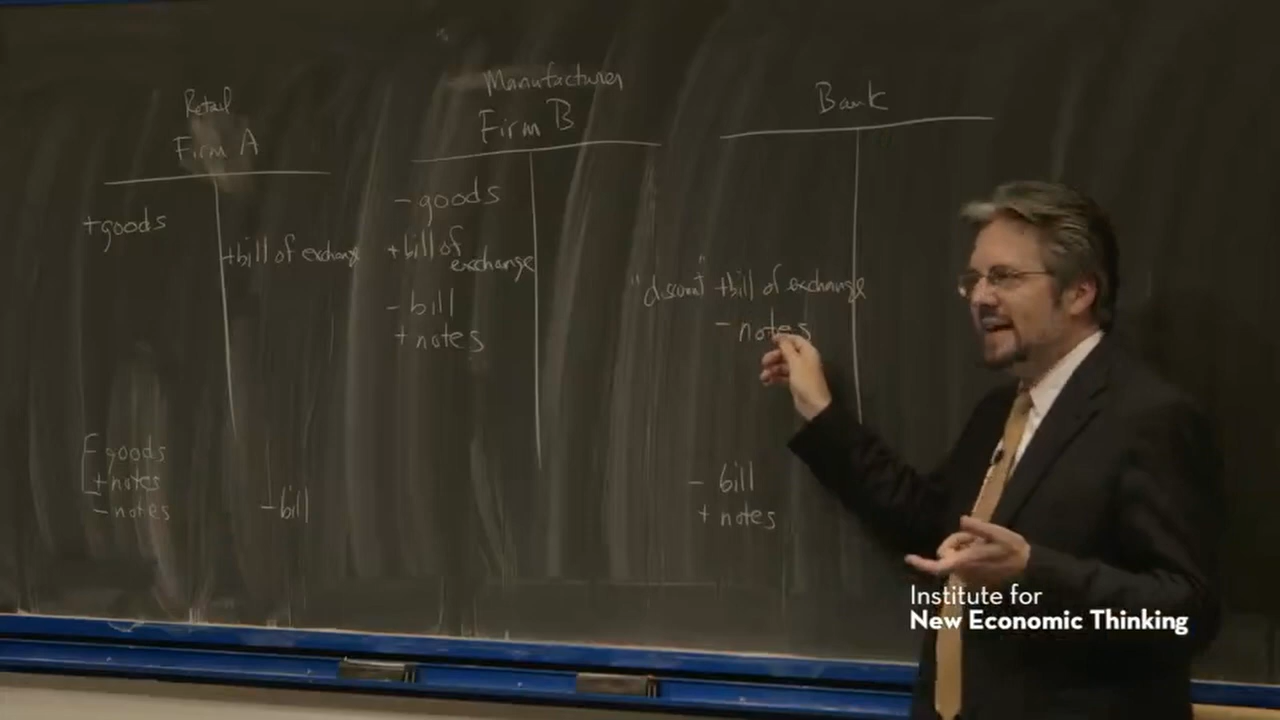 Retail
Firm A
+goods
+bill of exchange
goods
+notes
-notes
-bill
Manufacturer
Firm B
-goods
+bill of
exchange
-bill
+notes
Bank
"discount" +bill of exchange
-notes
- bill
+ notes
Institute for
New Economic Thinking